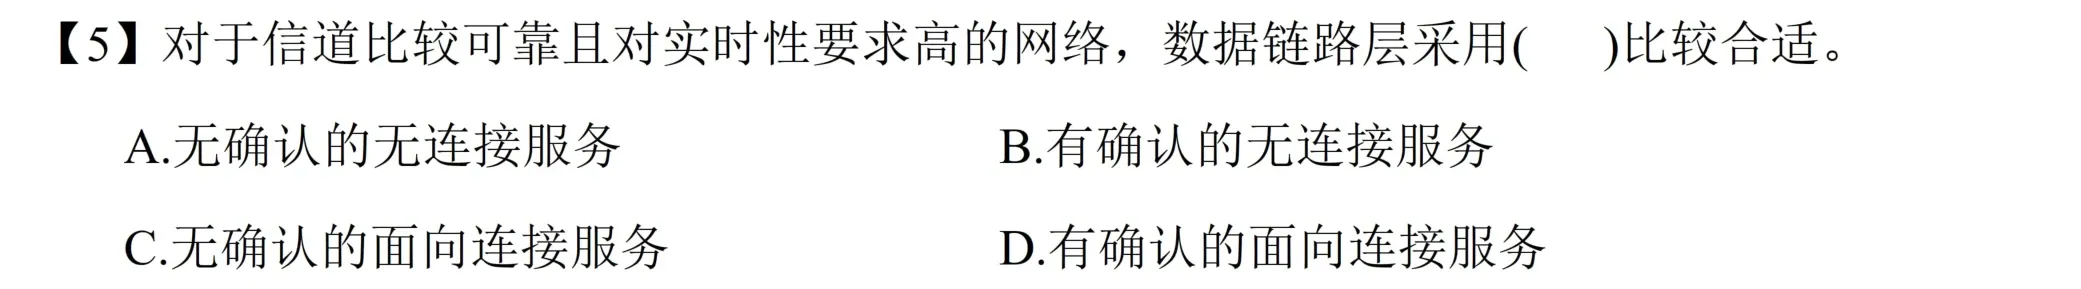 【5】对于信道比较可靠且对实时性要求高的网络，数据链路层采用(    )比较合适。
A.无确认的无连接服务    B.有确认的无连接服务
C.无确认的面向连接服务    D.有确认的面向连接服务